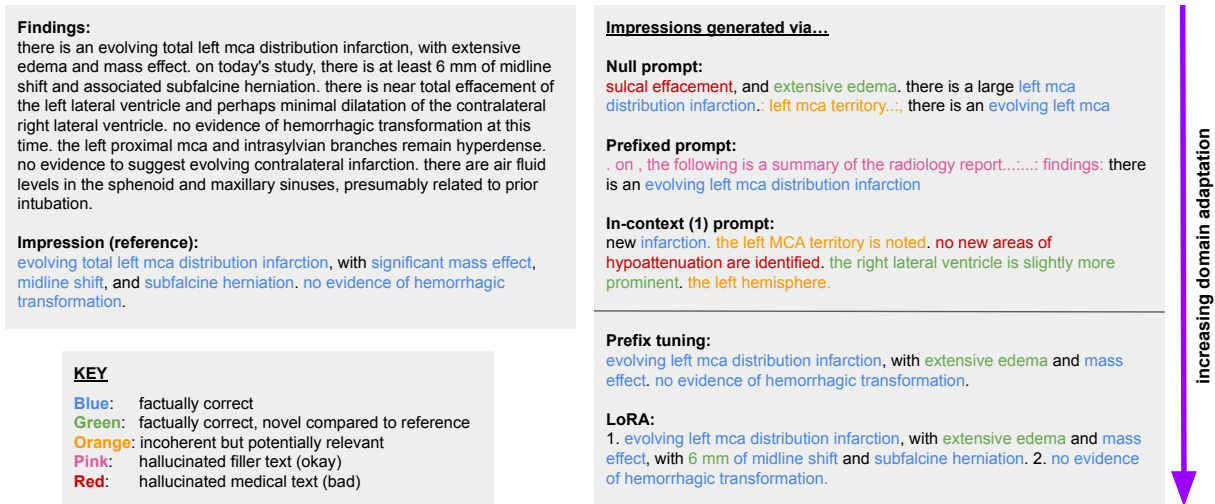 Findings:
there is an evolving total left mca distribution infarction, with extensive
edema and mass effect. on today's study, there is at least 6 mm of midline
shift and associated subfalcine herniation. there is near total effacement of
the left lateral ventricle and perhaps minimal dilatation of the contralateral
right lateral ventricle. no evidence of hemorrhagic transformation at this
time. the left proximal mca and intrasylvian branches remain hyperdense.
no evidence to suggest evolving contralateral infarction. there are air fluid
levels in the sphenoid and maxillary sinuses, presumably related to prior
intubation.
Impression (reference):
evolving total left mca distribution infarction, with significant mass effect,
midline shift, and subfalcine herniation. no evidence of hemorrhagic
transformation.
KEY
Blue: factually correct
Green: factually correct, novel compared to reference
Orange: incoherent but potentially relevant
Pink: hallucinated filler text (okay)
Red: hallucinated medical text (bad)
Impressions generated via…
Null prompt:
sulcal effacement, and extensive edema. there is a large left mca
distribution infarction.: left mca territory..:, there is an evolving left mca
Prefixed prompt:
. on , the following is a summary of the radiology report...:...: findings: there
is an evolving left mca distribution infarction
In-context (1) prompt:
new infarction. the left MCA territory is noted. no new areas of
hypoattenuation are identified. the right lateral ventricle is slightly more
prominent. the left hemisphere.
Prefix tuning:
evolving left mca distribution infarction, with extensive edema and mass
effect. no evidence of hemorrhagic transformation.
LoRA:
1. evolving left mca distribution infarction, with extensive edema and mass
effect, with 6 mm of midline shift and subfalcine herniation. 2. no evidence
of hemorrhagic transformation.
increasing domain adaptation